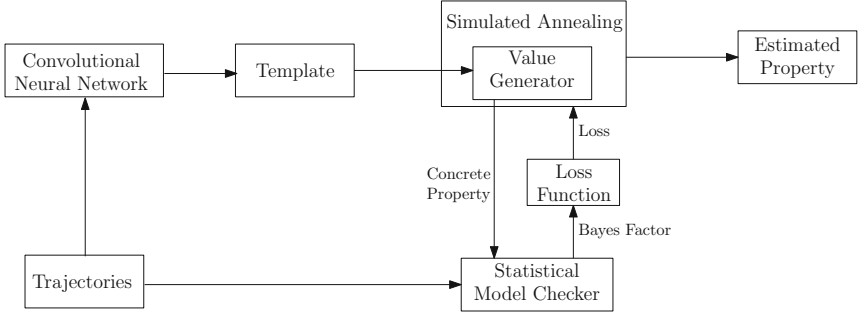 Simulated Annealing
Convolutional
Neural Network
Template
Value
Generator
Estimated
Property
Loss
Concrete
Property
Loss
Function
Bayes Factor
Trajectories
Statistical
Model Checker